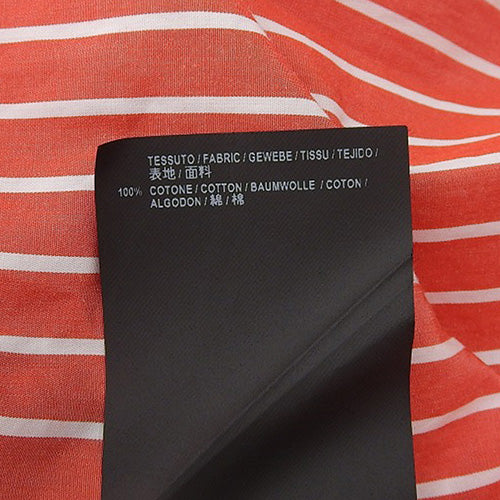 TESSUTO / FABRIC / GEWEBE / TISSU / TEJIDO /
表地 / 面料
100% COTONE / COTTON / BAUMWOLLE / COTON /
ALGODON / 綿 / 棉